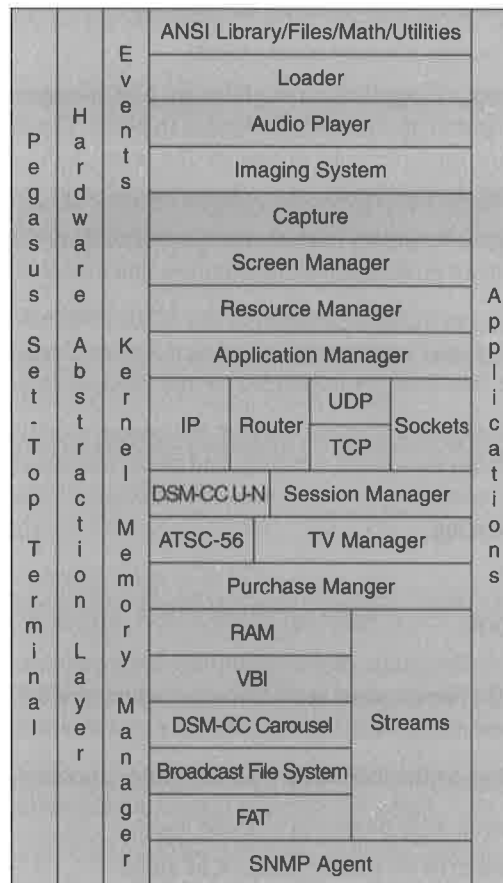 Pegasus Set-Top Terminal
Hardware Abstraction Layer
Events Kernel Memory Manager
ANSI Library/Files/Math/Utilities
Loader
Audio Player
Imaging System
Capture
Screen Manager
Resource Manager
Application Manager
IP
Router
UDP
TCP
Sockets
DSM-CC U-N
Session Manager
ATSC-56
TV Manager
Purchase Manger
RAM
VBI
DSM-CC Carousel
Broadcast File System
FAT
Streams
SNMP Agent
Applications